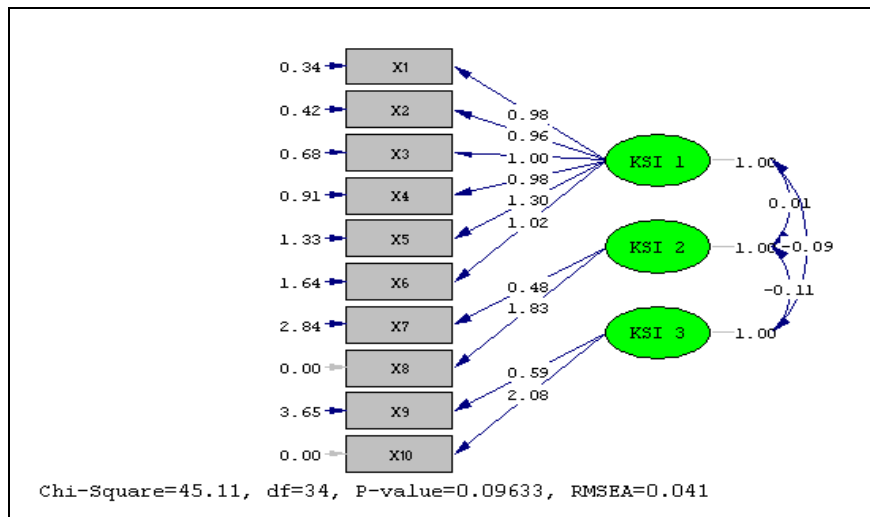 0.34 X1
0.42 X2
0.98
0.96
0.68 X3
1.00
KSI 1 1.00
0.91 X4
0.98
1.30
0.01
1.33 X5
1.02
KSI 2 1.00 -0.09
1.64 X6
0.48
-0.11
1.83
2.84 X7
KSI 3 1.00
0.00 X8
0.59
2.08
3.65 X9
0.00 X10
Chi-Square=45.11, df=34, P-value=0.09633, RMSEA=0.041